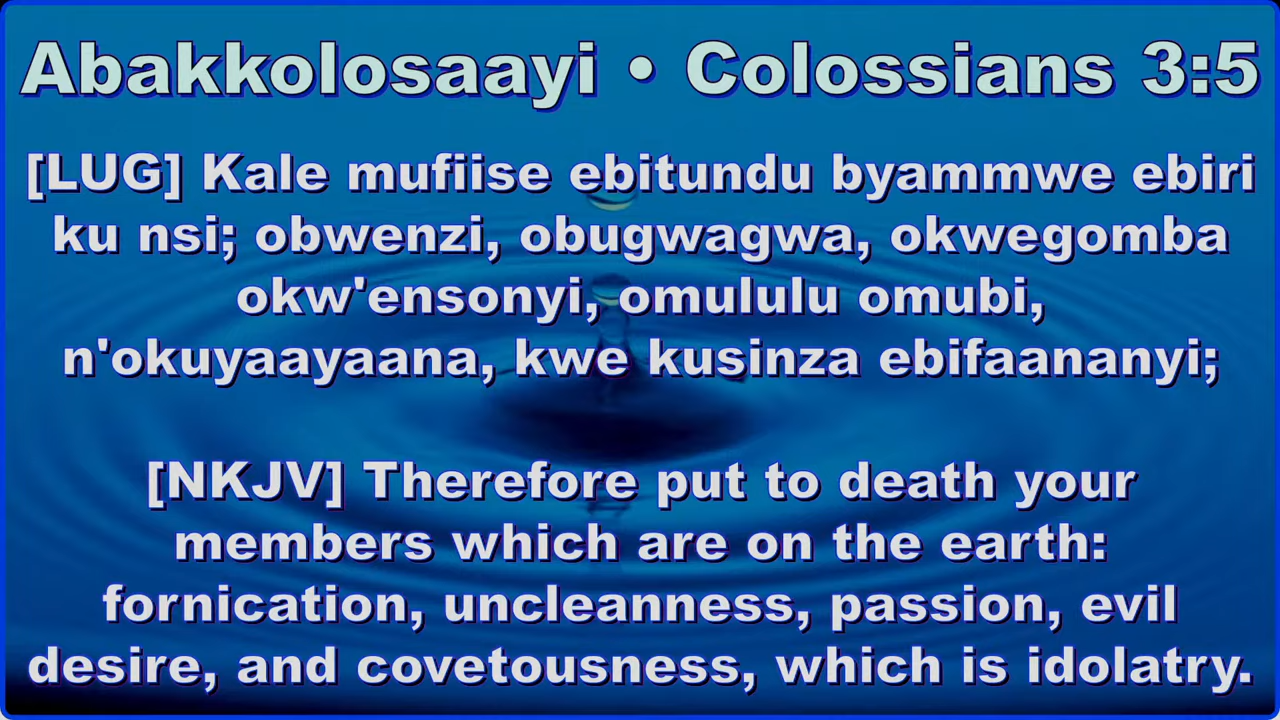 Abakkolosaayi • Colossians 3:5
[LUG] Kale mufiise ebitundu byammwe ebiri
ku nsi; obwenzi, obugwagwa, okwegomba
okw'ensonyi, omululu omubi,
n'okuyaayaana, kwe kusinza ebifaananyi;
[NKJV] Therefore put to death your
members which are on the earth:
fornication, uncleanness, passion, evil
desire, and covetousness, which is idolatry.